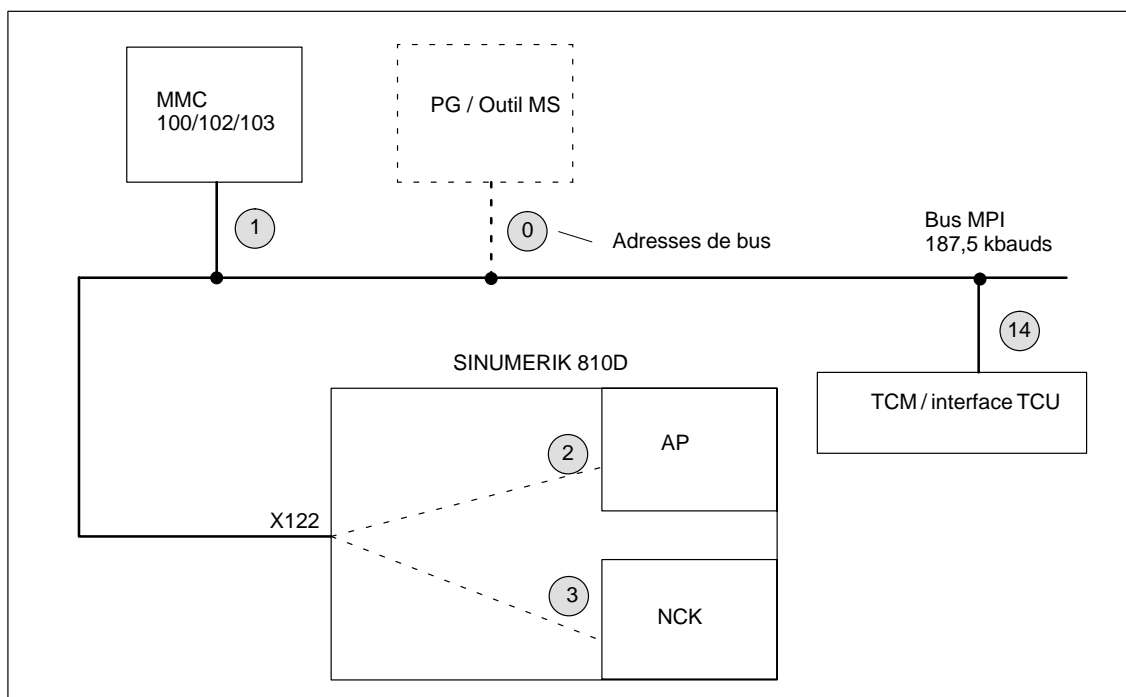 MMC
100/102/103
PG / Outil MS
1
0
Adresses de bus
Bus MPI
187,5 kbauds
14
SINUMERIK 810D
TCM / interface TCU
AP
2
X122
3
NCK